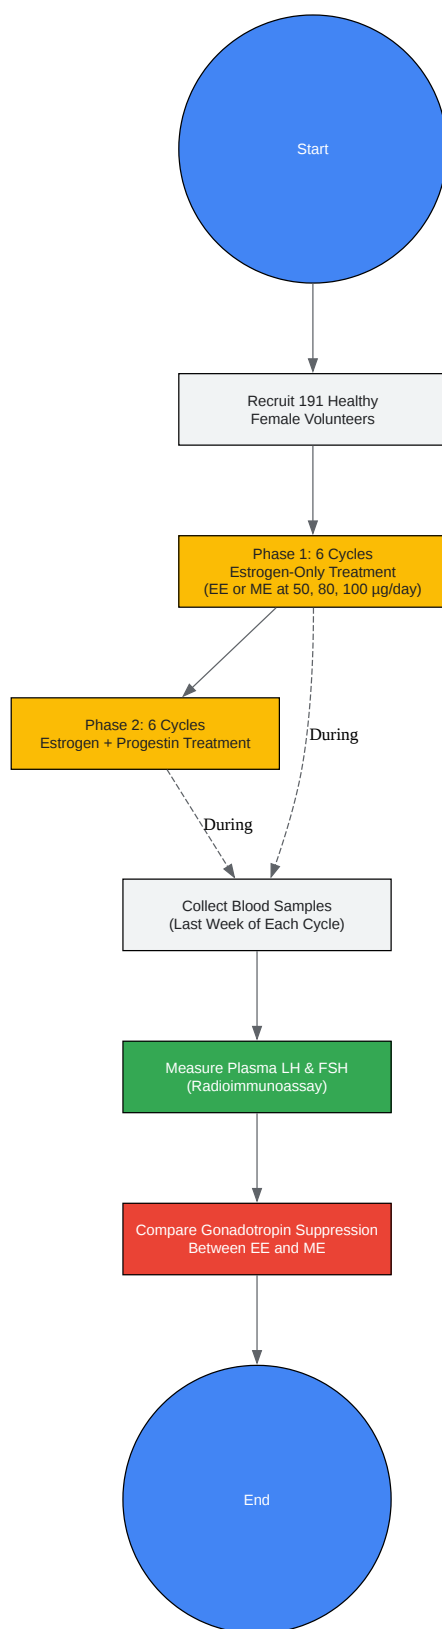 Start
Recruit 191 Healthy
Female Volunteers
Phase 1: 6 Cycles
Estrogen-Only Treatment
(EE or ME at 50, 80, 100 µg/day)
Phase 2: 6 Cycles
Estrogen + Progestin Treatment
During
During
Collect Blood Samples
(Last Week of Each Cycle)
Measure Plasma LH & FSH
(Radioimmunoassay)
Compare Gonadotropin Suppression
Between EE and ME
End